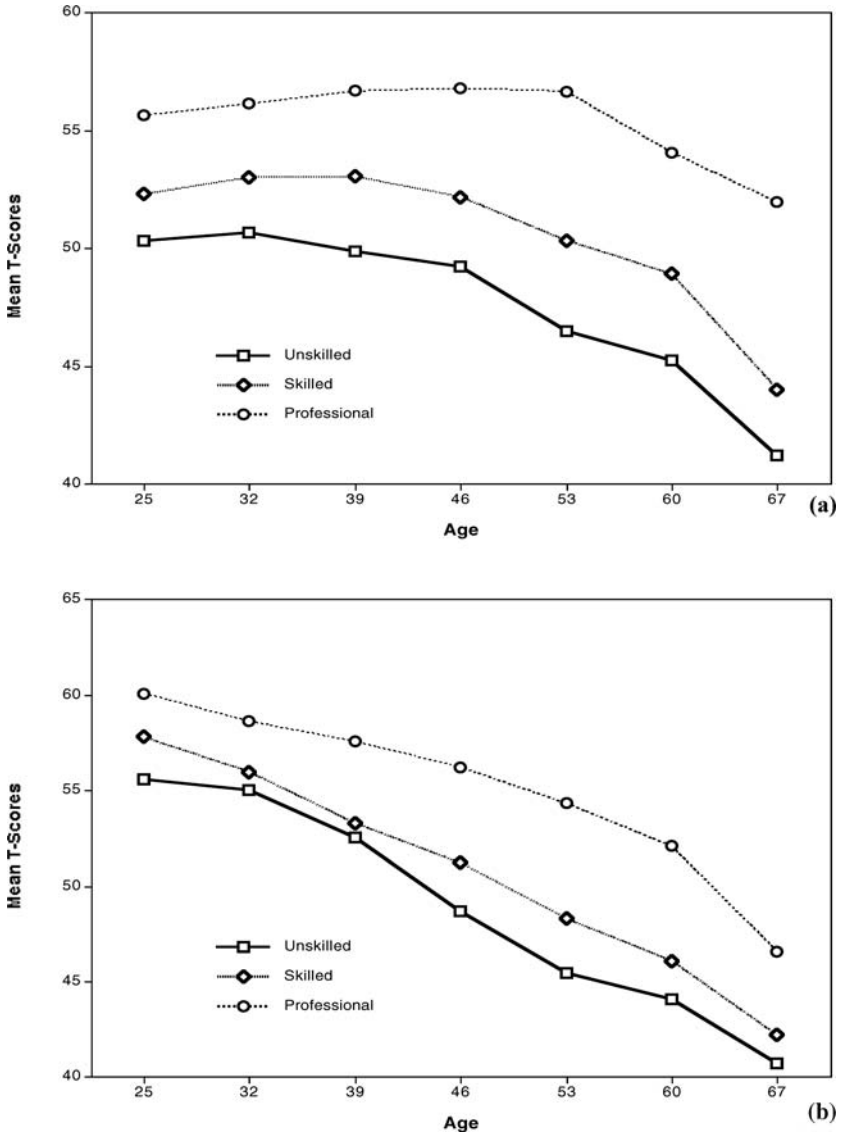 60
55
50
45
40
Mean T-Scores
Unskilled
Skilled
Professional
25 32 39 46 53 60 67
(a)
Age
65
60
55
50
45
40
Mean T-Scores
Unskilled
Skilled
Professional
25 32 39 46 53 60 67
(b)
Age